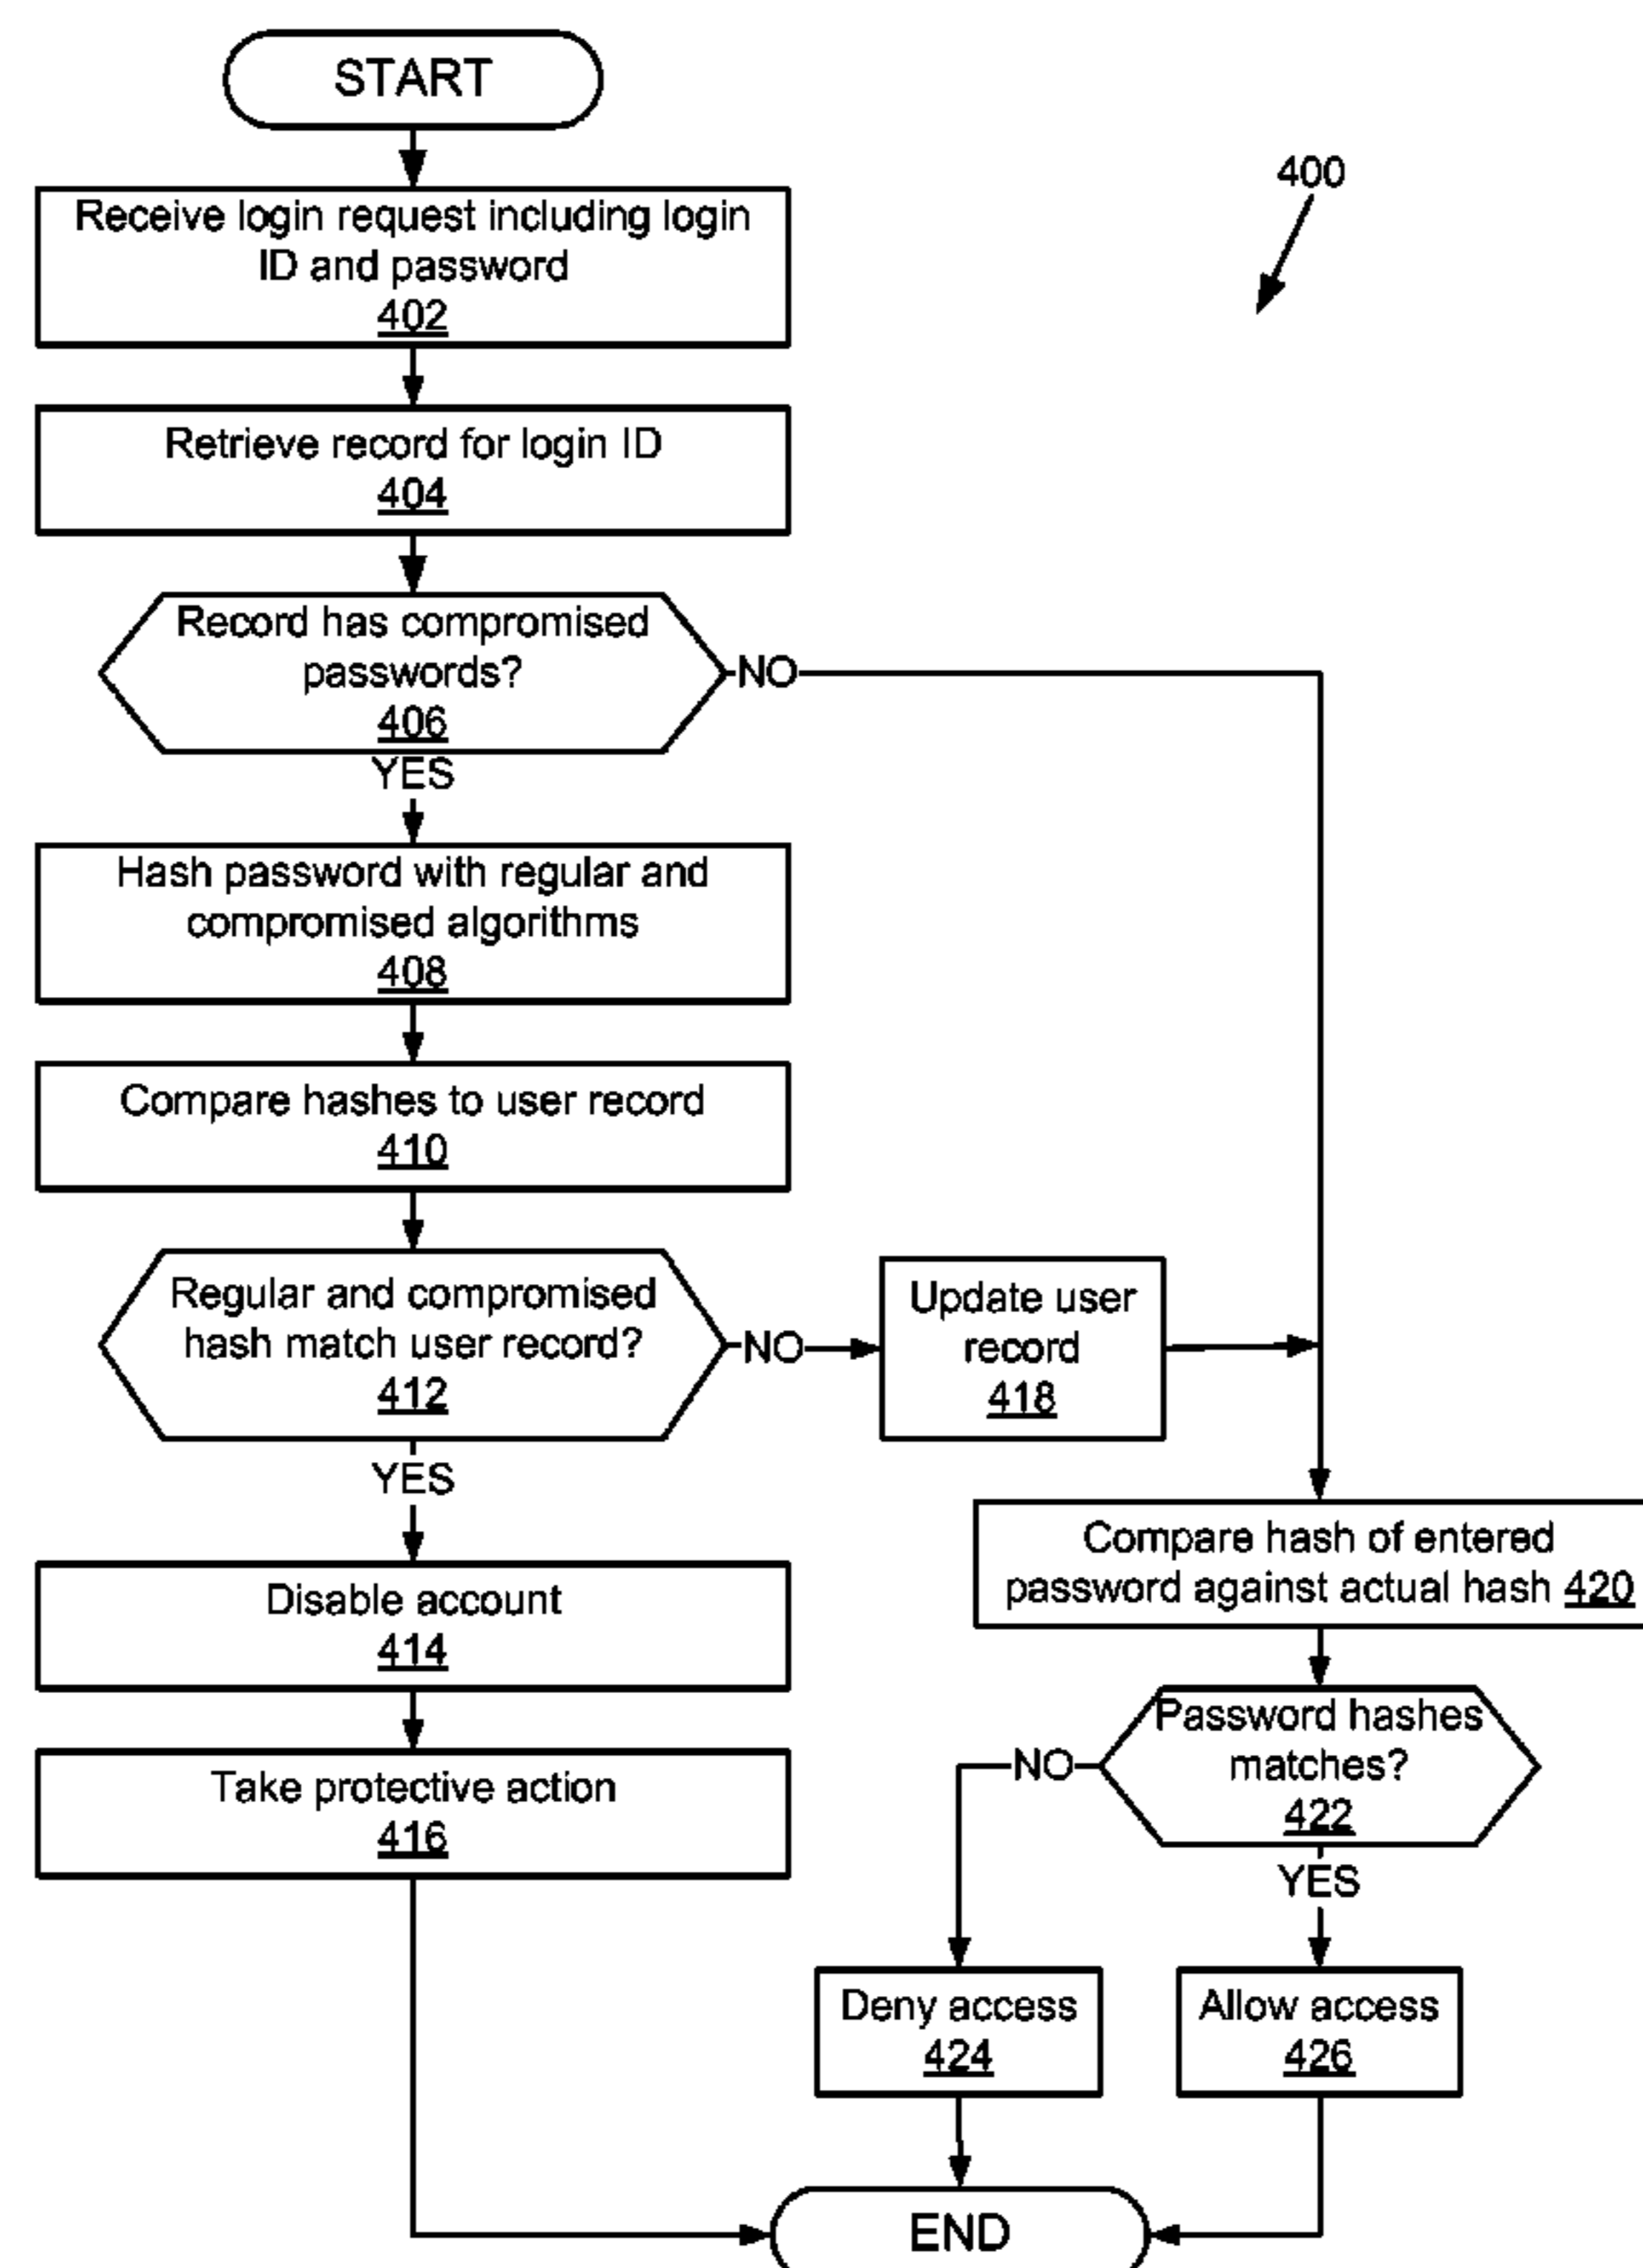 START
400
Receive login request including login
ID and password
402
Retrieve record for login ID
404
Record has compromised
passwords?
406
NO
YES
Hash password with regular and
compromised algorithms
408
Compare hashes to user record
410
Regular and compromised
hash match user record?
412
NO
Update user
record
418
YES
Disable account
414
Take protective action
416
Compare hash of entered
password against actual hash 420
Password hashes
matches?
422
NO
YES
Deny access
424
Allow access
426
END